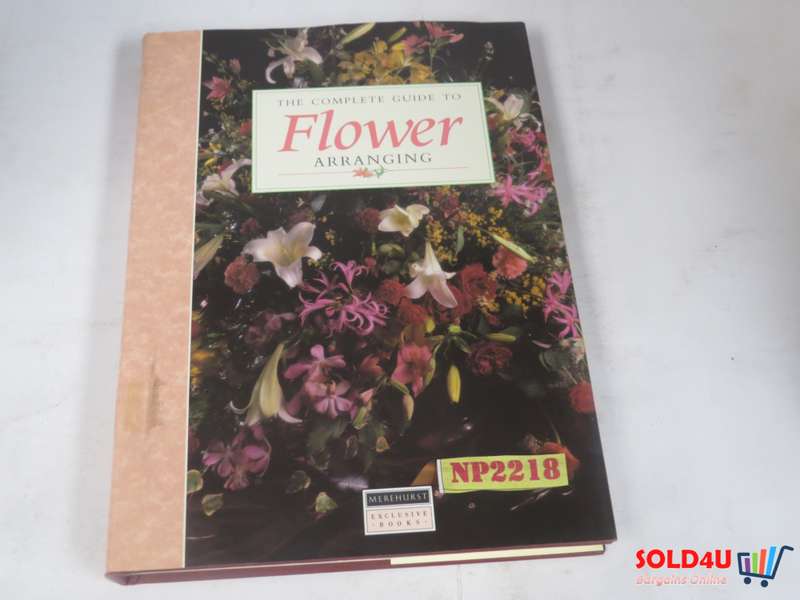 THE COMPLETE GUIDE TO
Flower
ARRANGING
NP2218
MEREHURST
EXCLUSIVE
· BOOKS ·
SOLD4U
Bargains Online